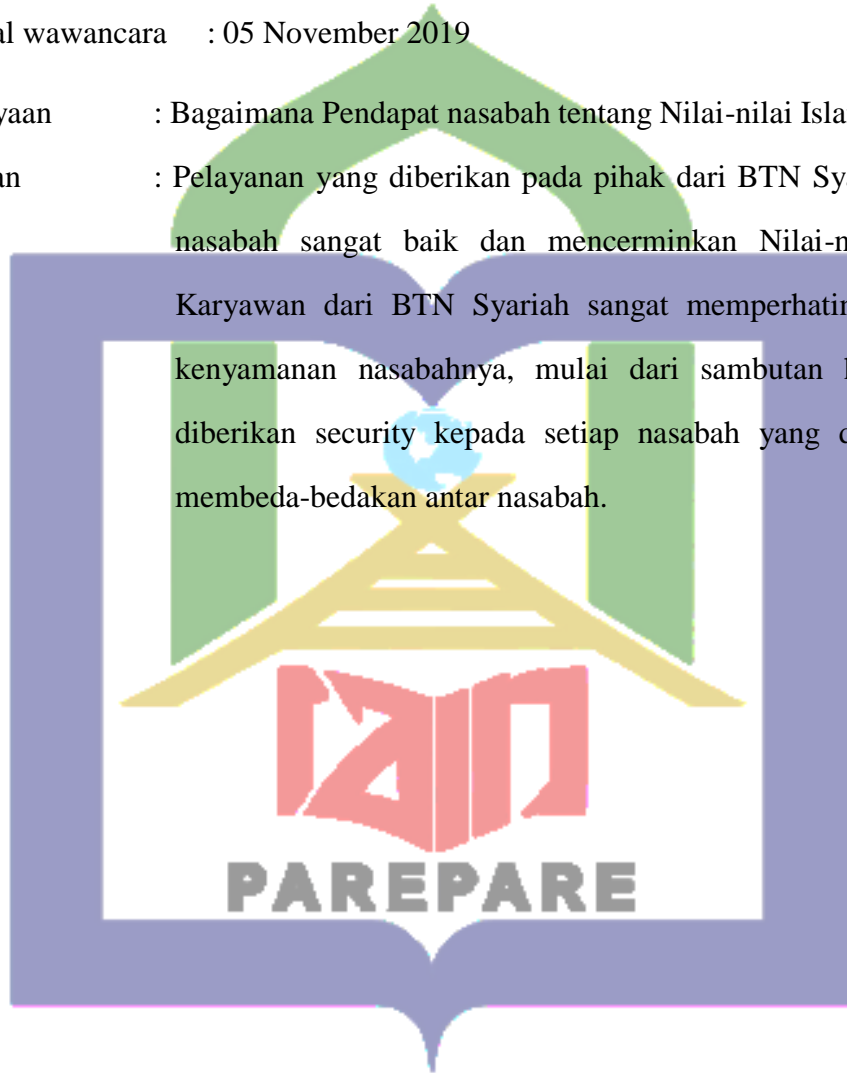 al wawancara : 05 November 2019
yaan : Bagaimana Pendapat nasabah tentang Nilai-nilai Isla
an : Pelayanan yang diberikan pada pihak dari BTN Sya
nasabah sangat baik dan mencerminkan Nilai-n
Karyawan dari BTN Syariah sangat memperhatin
kenyamanan nasabahnya, mulai dari sambutan
diberikan security kepada setiap nasabah yang d
membeda-bedakan antar nasabah.
iain
PAREPARE